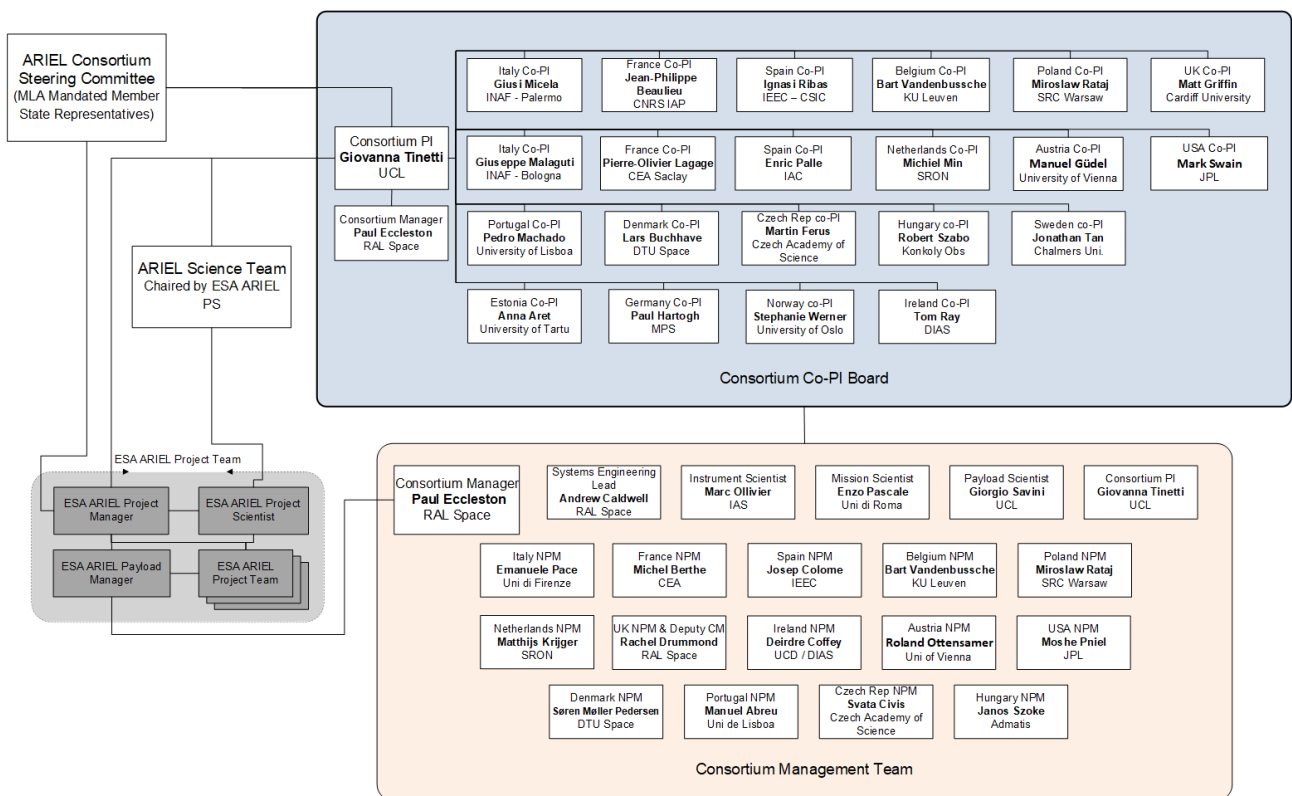 ARIEL Consortium
Steering Committee
(MLA Mandated Member
State Representatives)
Consortium PI
Giovanna Tinetti
UCL
Consortium Manager
Paul Eccleston
RAL Space
ARIEL Science Team
Chaired by ESA ARIEL
PS
Italy Co-PI
Giusi Micela
INAF - Palermo
France Co-PI
Jean-Philippe
Beaulieu
CNRS IAP
Spain Co-PI
Ignasi Ribas
IEEC – CSIC
Belgium Co-PI
Bart Vandenbussche
KU Leuven
Poland Co-PI
Miroslaw Rataj
SRC Warsaw
UK Co-PI
Matt Griffin
Cardiff University
Italy Co-PI
Giuseppe Malaguti
INAF - Bologna
France Co-PI
Pierre-Olivier Lagage
CEA Saclay
Spain Co-PI
Enric Palle
IAC
Netherlands Co-PI
Michiel Min
SRON
Austria Co-PI
Manuel Güdel
University of Vienna
USA Co-PI
Mark Swain
JPL
Portugal Co-PI
Pedro Machado
University of Lisboa
Denmark Co-PI
Lars Buchhave
DTU Space
Czech Rep co-PI
Martin Ferus
Czech Academy of
Science
Hungary co-PI
Robert Szabo
Konkoly Obs
Sweden co-PI
Jonathan Tan
Chalmers Uni.
Estonia Co-PI
Anna Aret
University of Tartu
Germany Co-PI
Paul Hartogh
MPS
Norway co-PI
Stephanie Werner
University of Oslo
Ireland Co-PI
Tom Ray
DIAS
Consortium Co-PI Board
ESA ARIEL Project Team
ESA ARIEL Project
Manager
ESA ARIEL Project
Scientist
ESA ARIEL Payload
Manager
ESA ARIEL
Project Team
Consortium Manager
Paul Eccleston
RAL Space
Systems Engineering
Lead
Andrew Caldwell
RAL Space
Instrument Scientist
Marc Ollivier
IAS
Mission Scientist
Enzo Pascale
Uni di Roma
Payload Scientist
Giorgio Savini
UCL
Consortium PI
Giovanna Tinetti
UCL
Italy NPM
Emanuele Pace
Uni di Firenze
France NPM
Michel Berthe
CEA
Spain NPM
Josep Colome
IEEC
Belgium NPM
Bart Vandenbussche
KU Leuven
Poland NPM
Miroslaw Rataj
SRC Warsaw
Netherlands NPM
Matthijs Krijger
SRON
UK NPM & Deputy CM
Rachel Drummond
RAL Space
Ireland NPM
Deirdre Coffey
UCD / DIAS
Austria NPM
Roland Ottensamer
Uni of Vienna
USA NPM
Moshe Pniel
JPL
Denmark NPM
Søren Møller Pedersen
DTU Space
Portugal NPM
Manuel Abreu
Uni de Lisboa
Czech Rep NPM
Svata Civis
Czech Academy of
Science
Hungary NPM
Janos Szoke
Admatis
Consortium Management Team